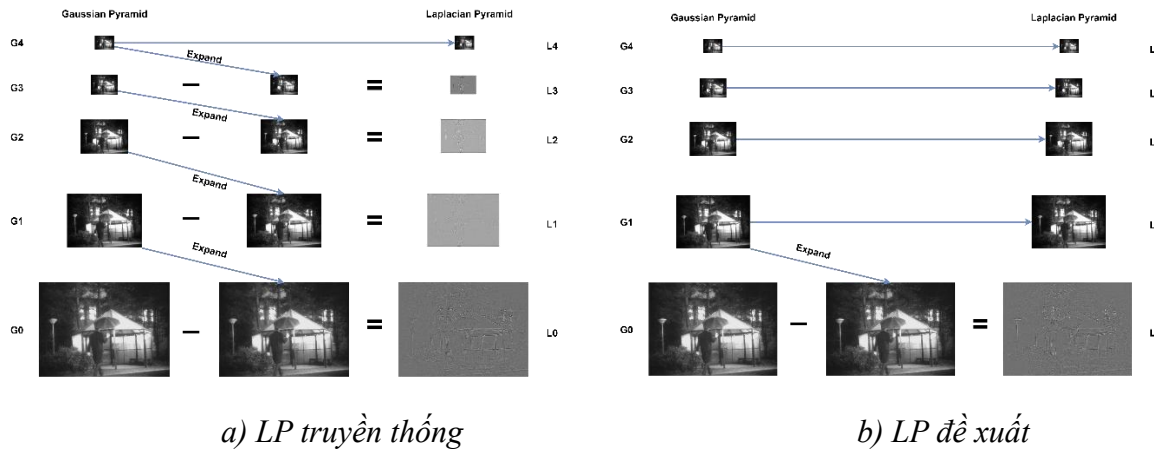 Gaussian Pyramid Laplacian Pyramid
G4 L4
Expand
G3 L3
Expand
G2 L2
Expand
G1 L1
Expand
G0 L0
a) LP truyền thống
Gaussian Pyramid Laplacian Pyramid
G4 L
G3 L
G2 L
G1 L
Expand
G0 L
b) LP đề xuất